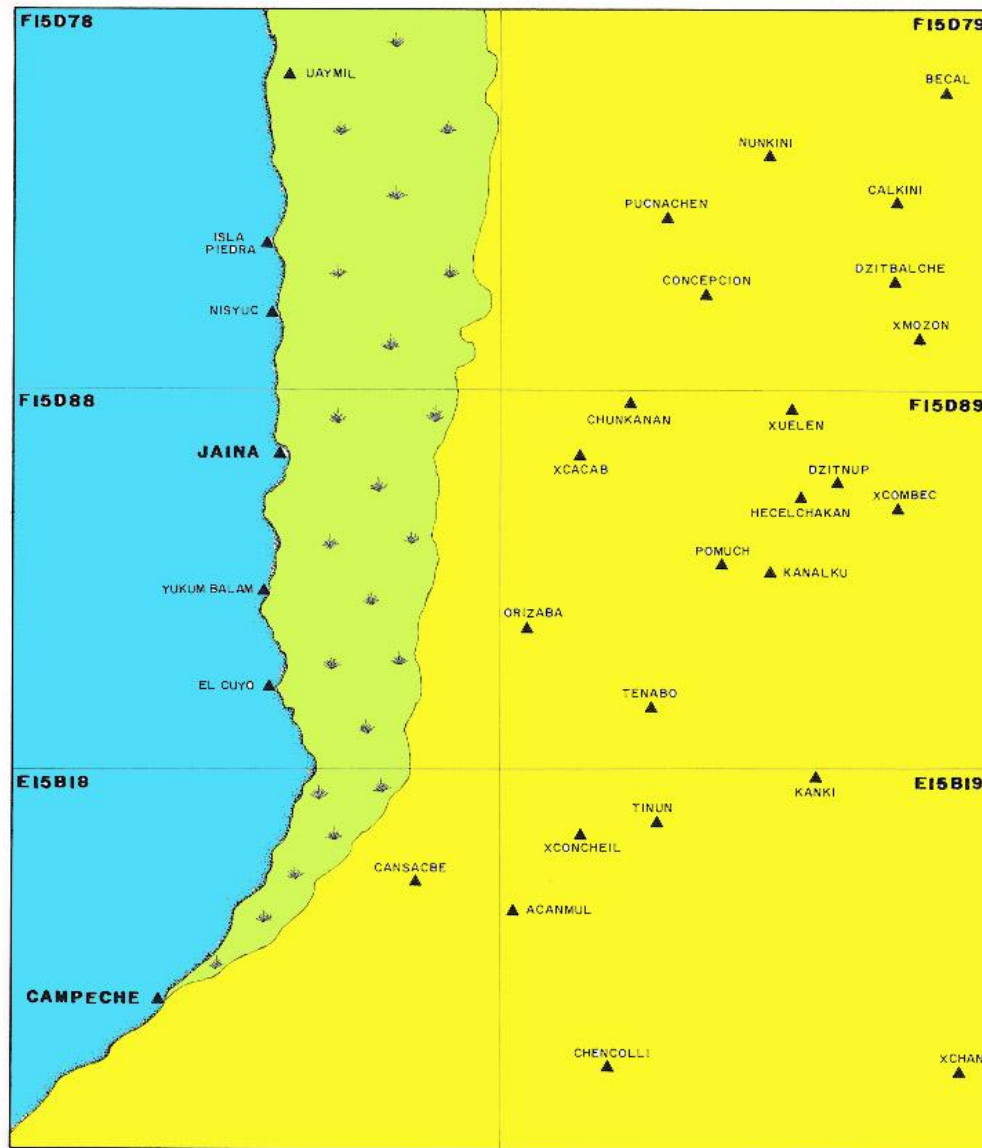 F15D78
F15D79
UAYMIL
BECAL
NUNKINI
CALKINI
PUCNACHEN
ISLA
PIEDRA
CONCEPCION
DZITBALCHE
NISYUC
XMOZON
F15D88
F15D89
CHUNKANAN
XUELEN
JAINA
XCACAB
DZITNUP
XCOMBEC
HECELCHAKAN
POMUCH
KANALKU
YUKUM BALAM
ORIZABA
EL CUYO
TENABO
E15B18
E15B19
KANKI
TINUN
XCONCHEIL
CANSACBE
ACANMUL
CAMPECHE
CHENCOLLI
XCHAN